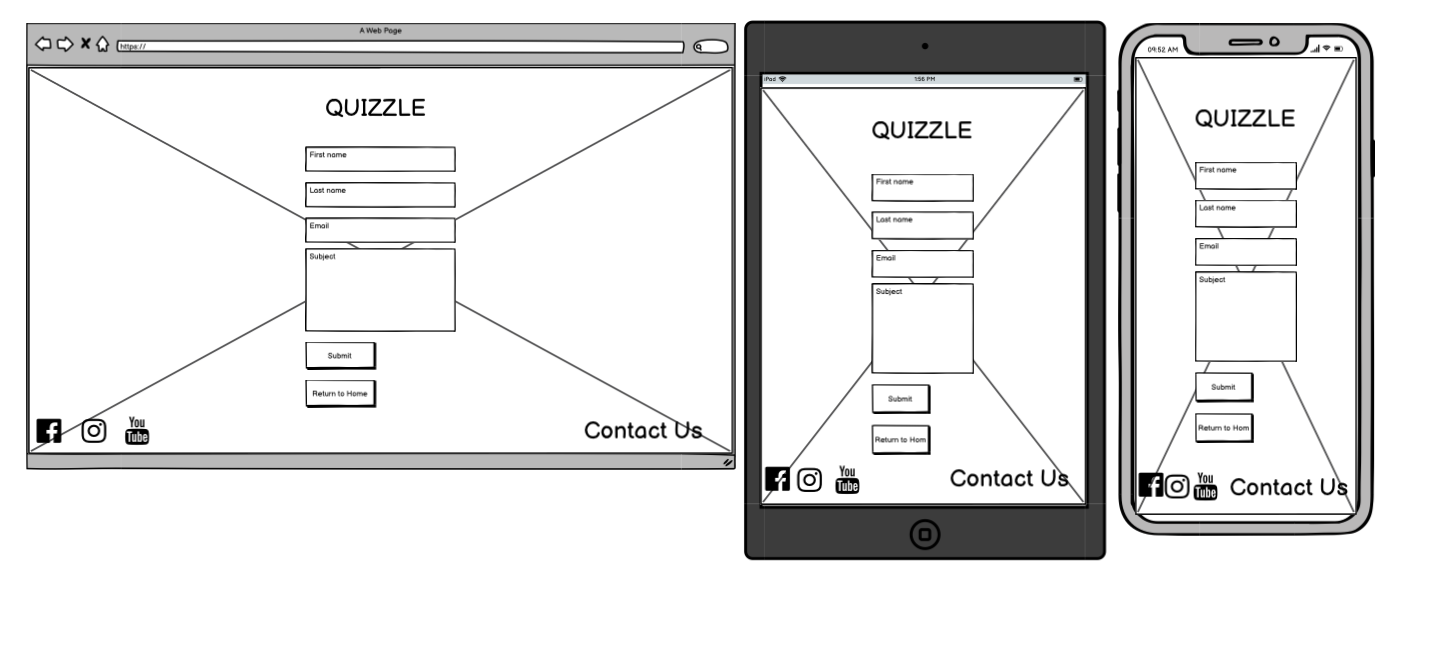 A Web Page
https://
QUIZZLE
First name
Last name
Email
Subject
Submit
Return to Home
You
Tube
Contact Us
iPad
1:56 PM
QUIZZLE
First name
Last name
Email
Subject
Submit
Return to Hom
You
Tube
Contact Us
09:52 AM
QUIZZLE
First name
Last name
Email
Subject
Submit
Return to Hom
You
Tube
Contact Us